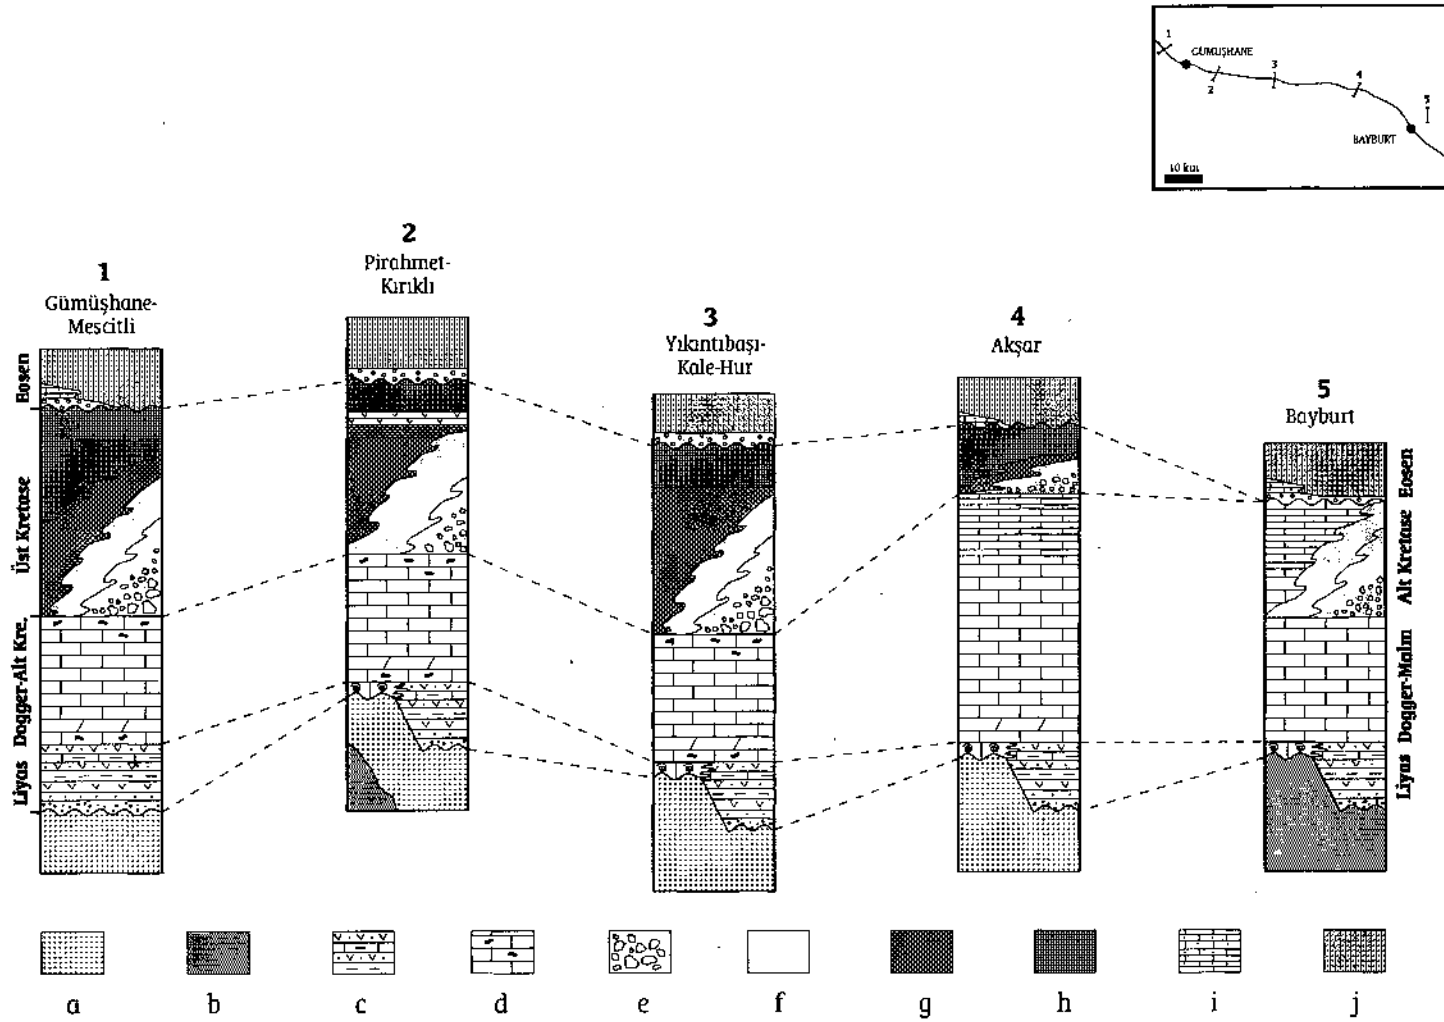 1
GÜMÜŞHANE
2
3
4
5
BAYBURT
10 km
1
Gümüşhane-
Mescitli
2
Pirahmet-
Kırıklı
3
Yıkıntıbaşı-
Kale-Hur
4
Akşar
5
Bayburt
Eosen
Üst Kretase
Dogger-Alt Kre.
Liyas
Eosen
Alt Kretase
Dogger-Malm
Liyas
a b c d e f g h i j